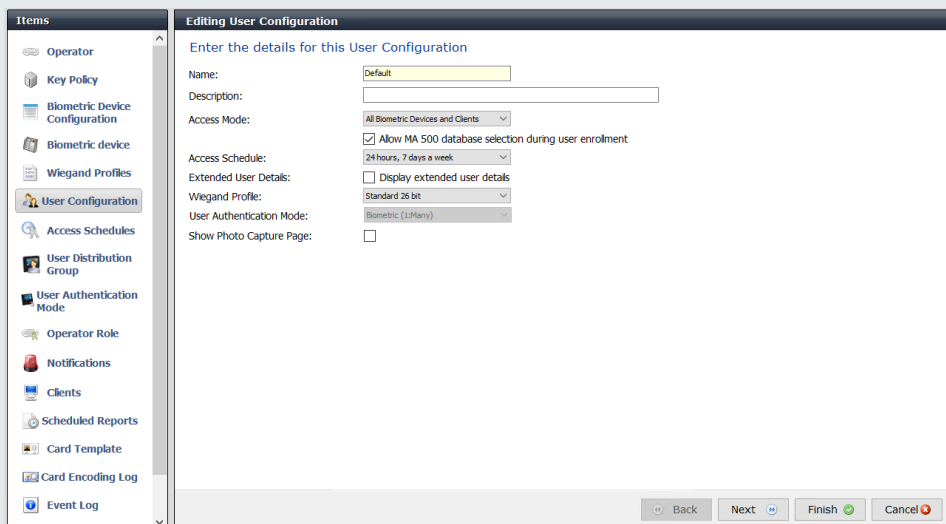 Items
Operator
Key Policy
Biometric Device
Configuration
Biometric device
Wiegand Profiles
User Configuration
Access Schedules
User Distribution
Group
User Authentication
Mode
Operator Role
Notifications
Clients
Scheduled Reports
Card Template
Card Encoding Log
Event Log
Editing User Configuration
Enter the details for this User Configuration
Name: Default
Description:
Access Mode: All Biometric Devices and Clients
Allow MA 500 database selection during user enrollment
Access Schedule: 24 hours, 7 days a week
Extended User Details: Display extended user details
Wiegand Profile: Standard 26 bit
User Authentication Mode: Biometric (1:Many)
Show Photo Capture Page:
Back Next Finish Cancel